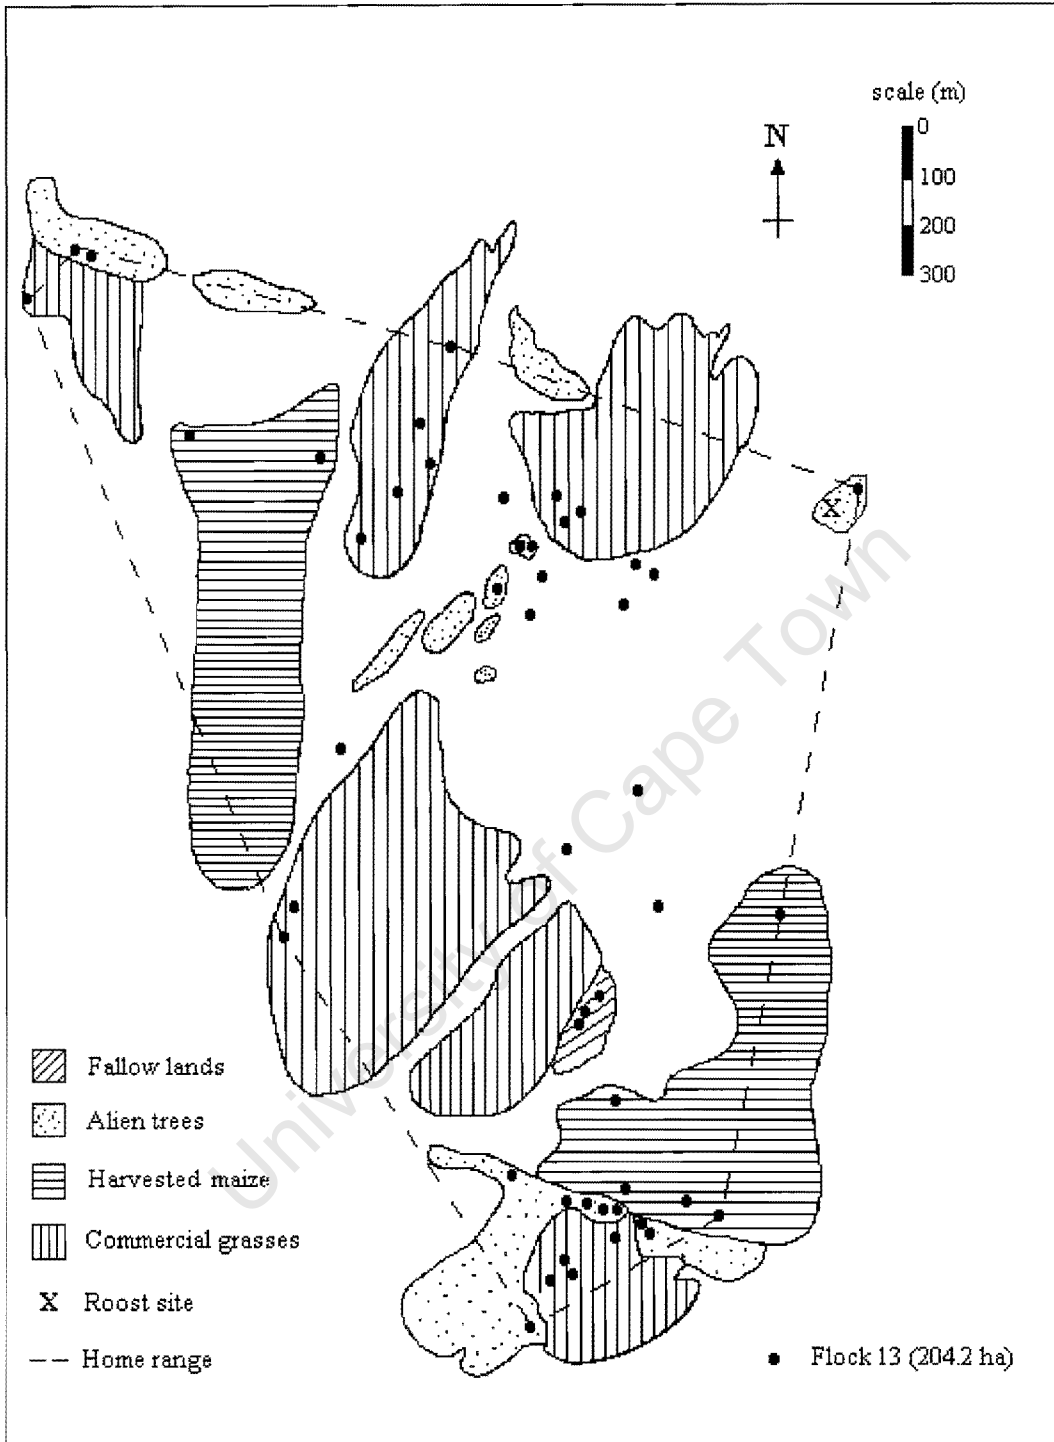 scale (m)
0
100
200
300
N
X
University of Cape Town
Fallow lands
Alien trees
Harvested maize
Commercial grasses
X Roost site
Home range
Flock 13 (204.2 ha)